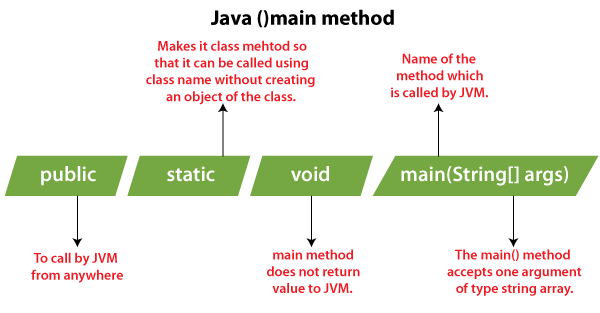 Java ()main method
Makes it class mehtod so
that it can be called using
class name without creating
an object of the class.
Name of the
method which
is called by JVM.
public
static
void
main(String[] args)
To call by JVM
from anywhere
main method
does not return
value to JVM.
The main() method
accepts one argument
of type string array.